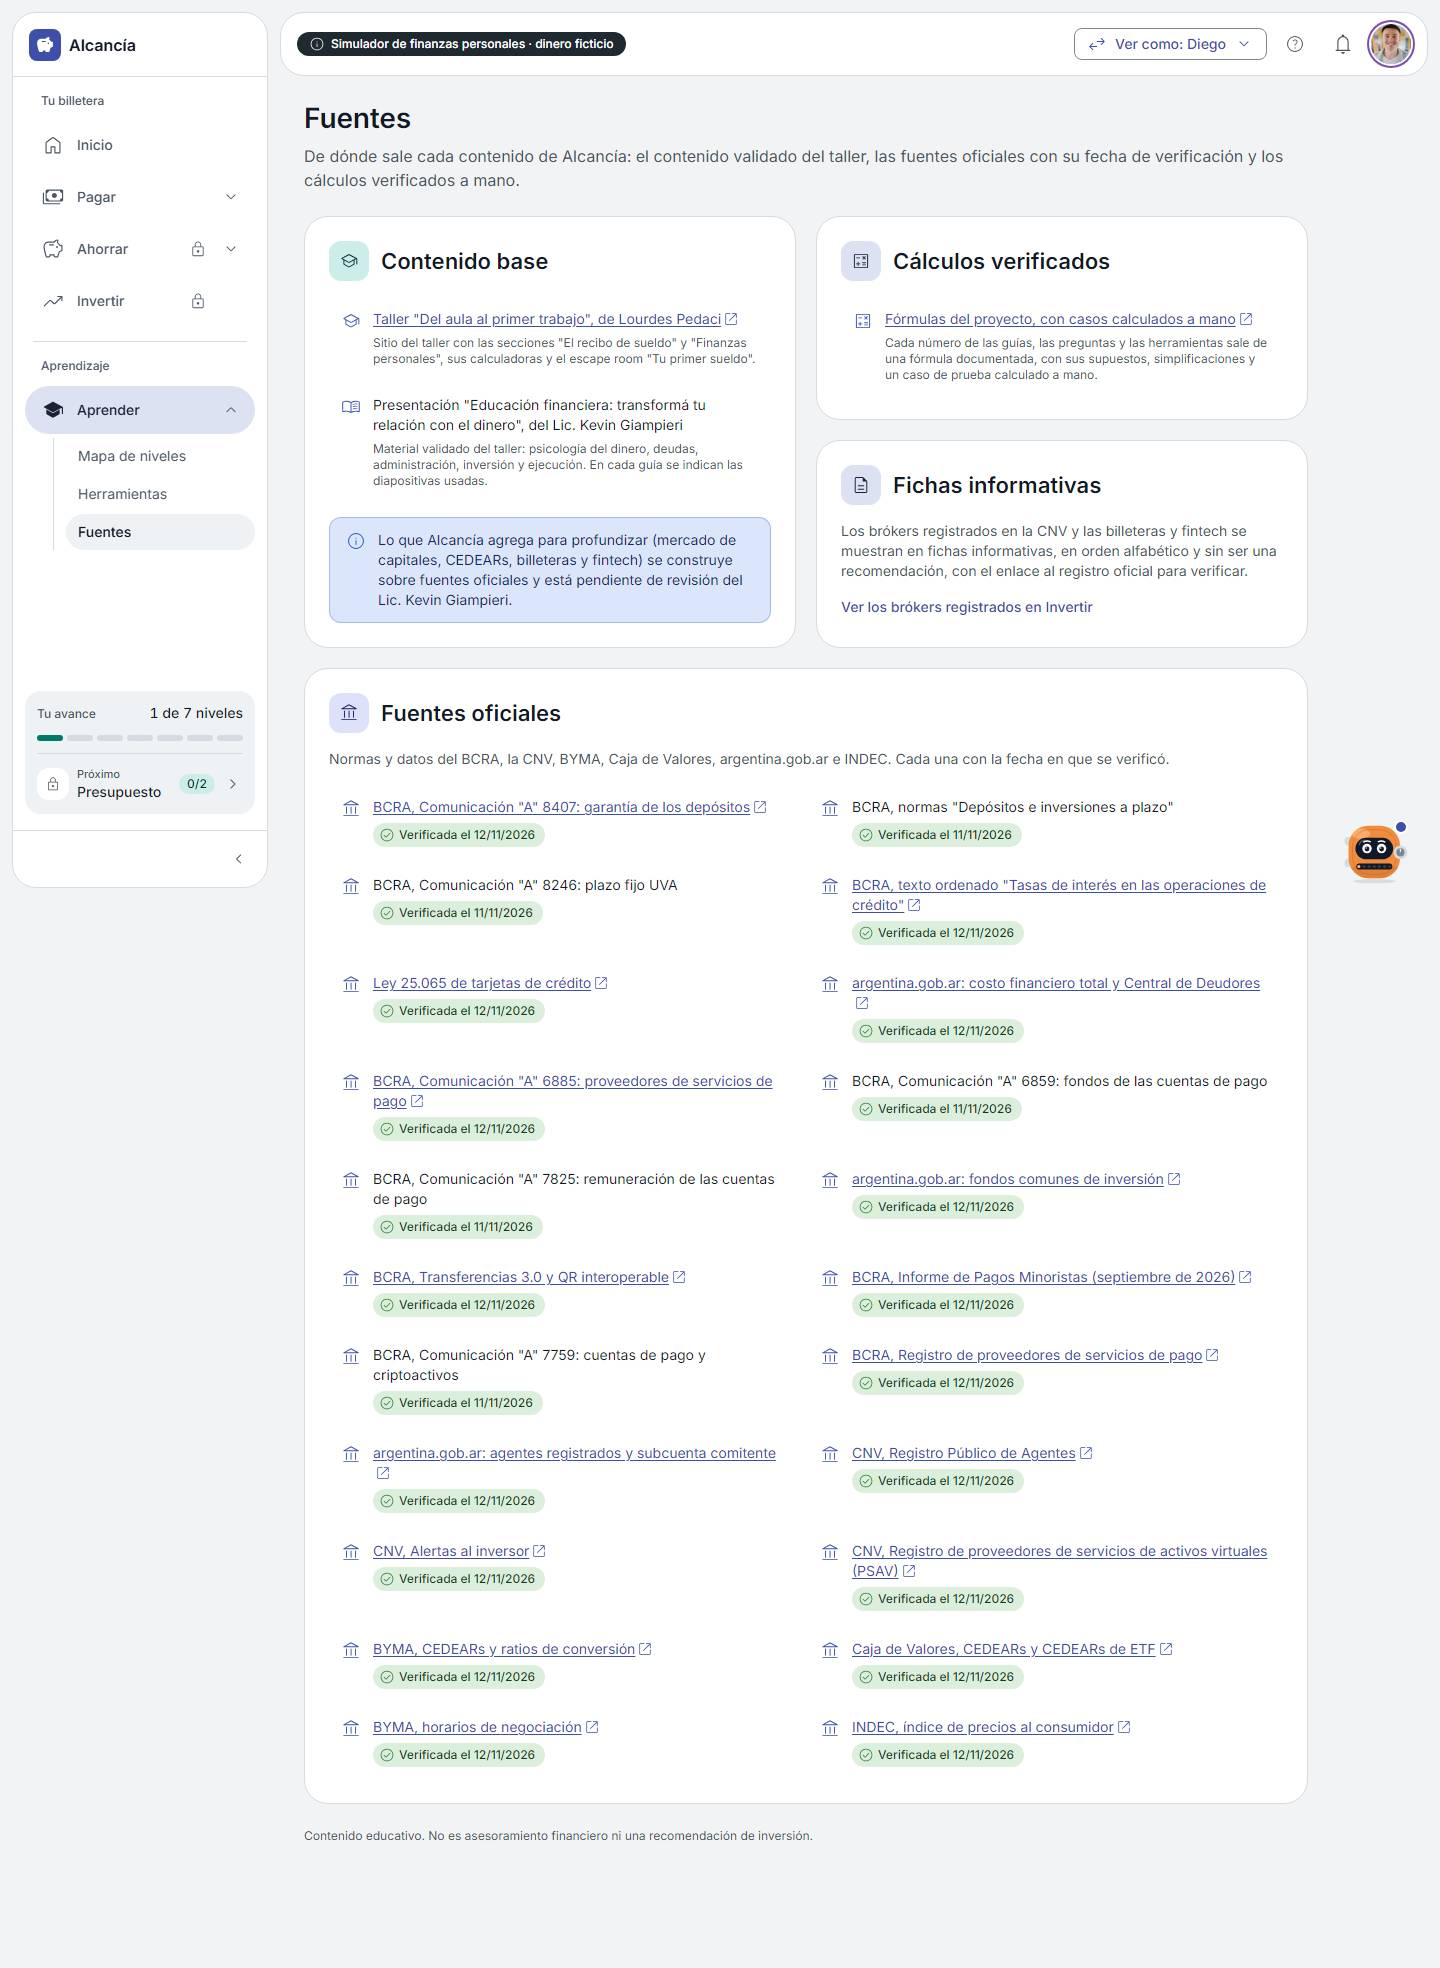 Alcancía
Tu billetera
Inicio
Pagar
Ahorrar
Invertir
Aprendizaje
Aprender
Mapa de niveles
Herramientas
Fuentes
Tu avance
1 de 7 niveles
Próximo
Presupuesto
0/2
Simulador de finanzas personales · dinero ficticio
Ver como: Diego
Fuentes
De dónde sale cada contenido de Alcancía: el contenido validado del taller, las fuentes oficiales con su fecha de verificación y los
cálculos verificados a mano.
Contenido base
Taller "Del aula al primer trabajo", de Lourdes Pedaci
Sitio del taller con las secciones "El recibo de sueldo" y "Finanzas
personales", sus calculadoras y el escape room "Tu primer sueldo".
Presentación "Educación financiera: transformá tu
relación con el dinero", del Lic. Kevin Giampieri
Material validado del taller: psicología del dinero, deudas,
administración, inversión y ejecución. En cada guía se indican las
diapositivas usadas.
Lo que Alcancía agrega para profundizar (mercado de
capitales, CEDEARs, billeteras y fintech) se construye
sobre fuentes oficiales y está pendiente de revisión del
Lic. Kevin Giampieri.
Cálculos verificados
Fórmulas del proyecto, con casos calculados a mano
Cada número de las guías, las preguntas y las herramientas sale de
una fórmula documentada, con sus supuestos, simplificaciones y
un caso de prueba calculado a mano.
Fichas informativas
Los brókers registrados en la CNV y las billeteras y fintech se
muestran en fichas informativas, en orden alfabético y sin ser una
recomendación, con el enlace al registro oficial para verificar.
Ver los brókers registrados en Invertir
Fuentes oficiales
Normas y datos del BCRA, la CNV, BYMA, Caja de Valores, argentina.gob.ar e INDEC. Cada una con la fecha en que se verificó.
BCRA, Comunicación "A" 8407: garantía de los depósitos
Verificada el 12/11/2026
BCRA, normas "Depósitos e inversiones a plazo"
Verificada el 11/11/2026
BCRA, Comunicación "A" 8246: plazo fijo UVA
Verificada el 11/11/2026
BCRA, texto ordenado "Tasas de interés en las operaciones de
crédito"
Verificada el 12/11/2026
Ley 25.065 de tarjetas de crédito
Verificada el 12/11/2026
argentina.gob.ar: costo financiero total y Central de Deudores
Verificada el 12/11/2026
BCRA, Comunicación "A" 6885: proveedores de servicios de
pago
Verificada el 12/11/2026
BCRA, Comunicación "A" 6859: fondos de las cuentas de pago
Verificada el 11/11/2026
BCRA, Comunicación "A" 7825: remuneración de las cuentas
de pago
Verificada el 11/11/2026
argentina.gob.ar: fondos comunes de inversión
Verificada el 12/11/2026
BCRA, Transferencias 3.0 y QR interoperable
Verificada el 12/11/2026
BCRA, Informe de Pagos Minoristas (septiembre de 2026)
Verificada el 12/11/2026
BCRA, Comunicación "A" 7759: cuentas de pago y
criptoactivos
Verificada el 11/11/2026
BCRA, Registro de proveedores de servicios de pago
Verificada el 12/11/2026
argentina.gob.ar: agentes registrados y subcuenta comitente
Verificada el 12/11/2026
CNV, Registro Público de Agentes
Verificada el 12/11/2026
CNV, Alertas al inversor
Verificada el 12/11/2026
CNV, Registro de proveedores de servicios de activos virtuales
(PSAV)
Verificada el 12/11/2026
BYMA, CEDEARs y ratios de conversión
Verificada el 12/11/2026
Caja de Valores, CEDEARs y CEDEARs de ETF
Verificada el 12/11/2026
BYMA, horarios de negociación
Verificada el 12/11/2026
INDEC, índice de precios al consumidor
Verificada el 12/11/2026
Contenido educativo. No es asesoramiento financiero ni una recomendación de inversión.